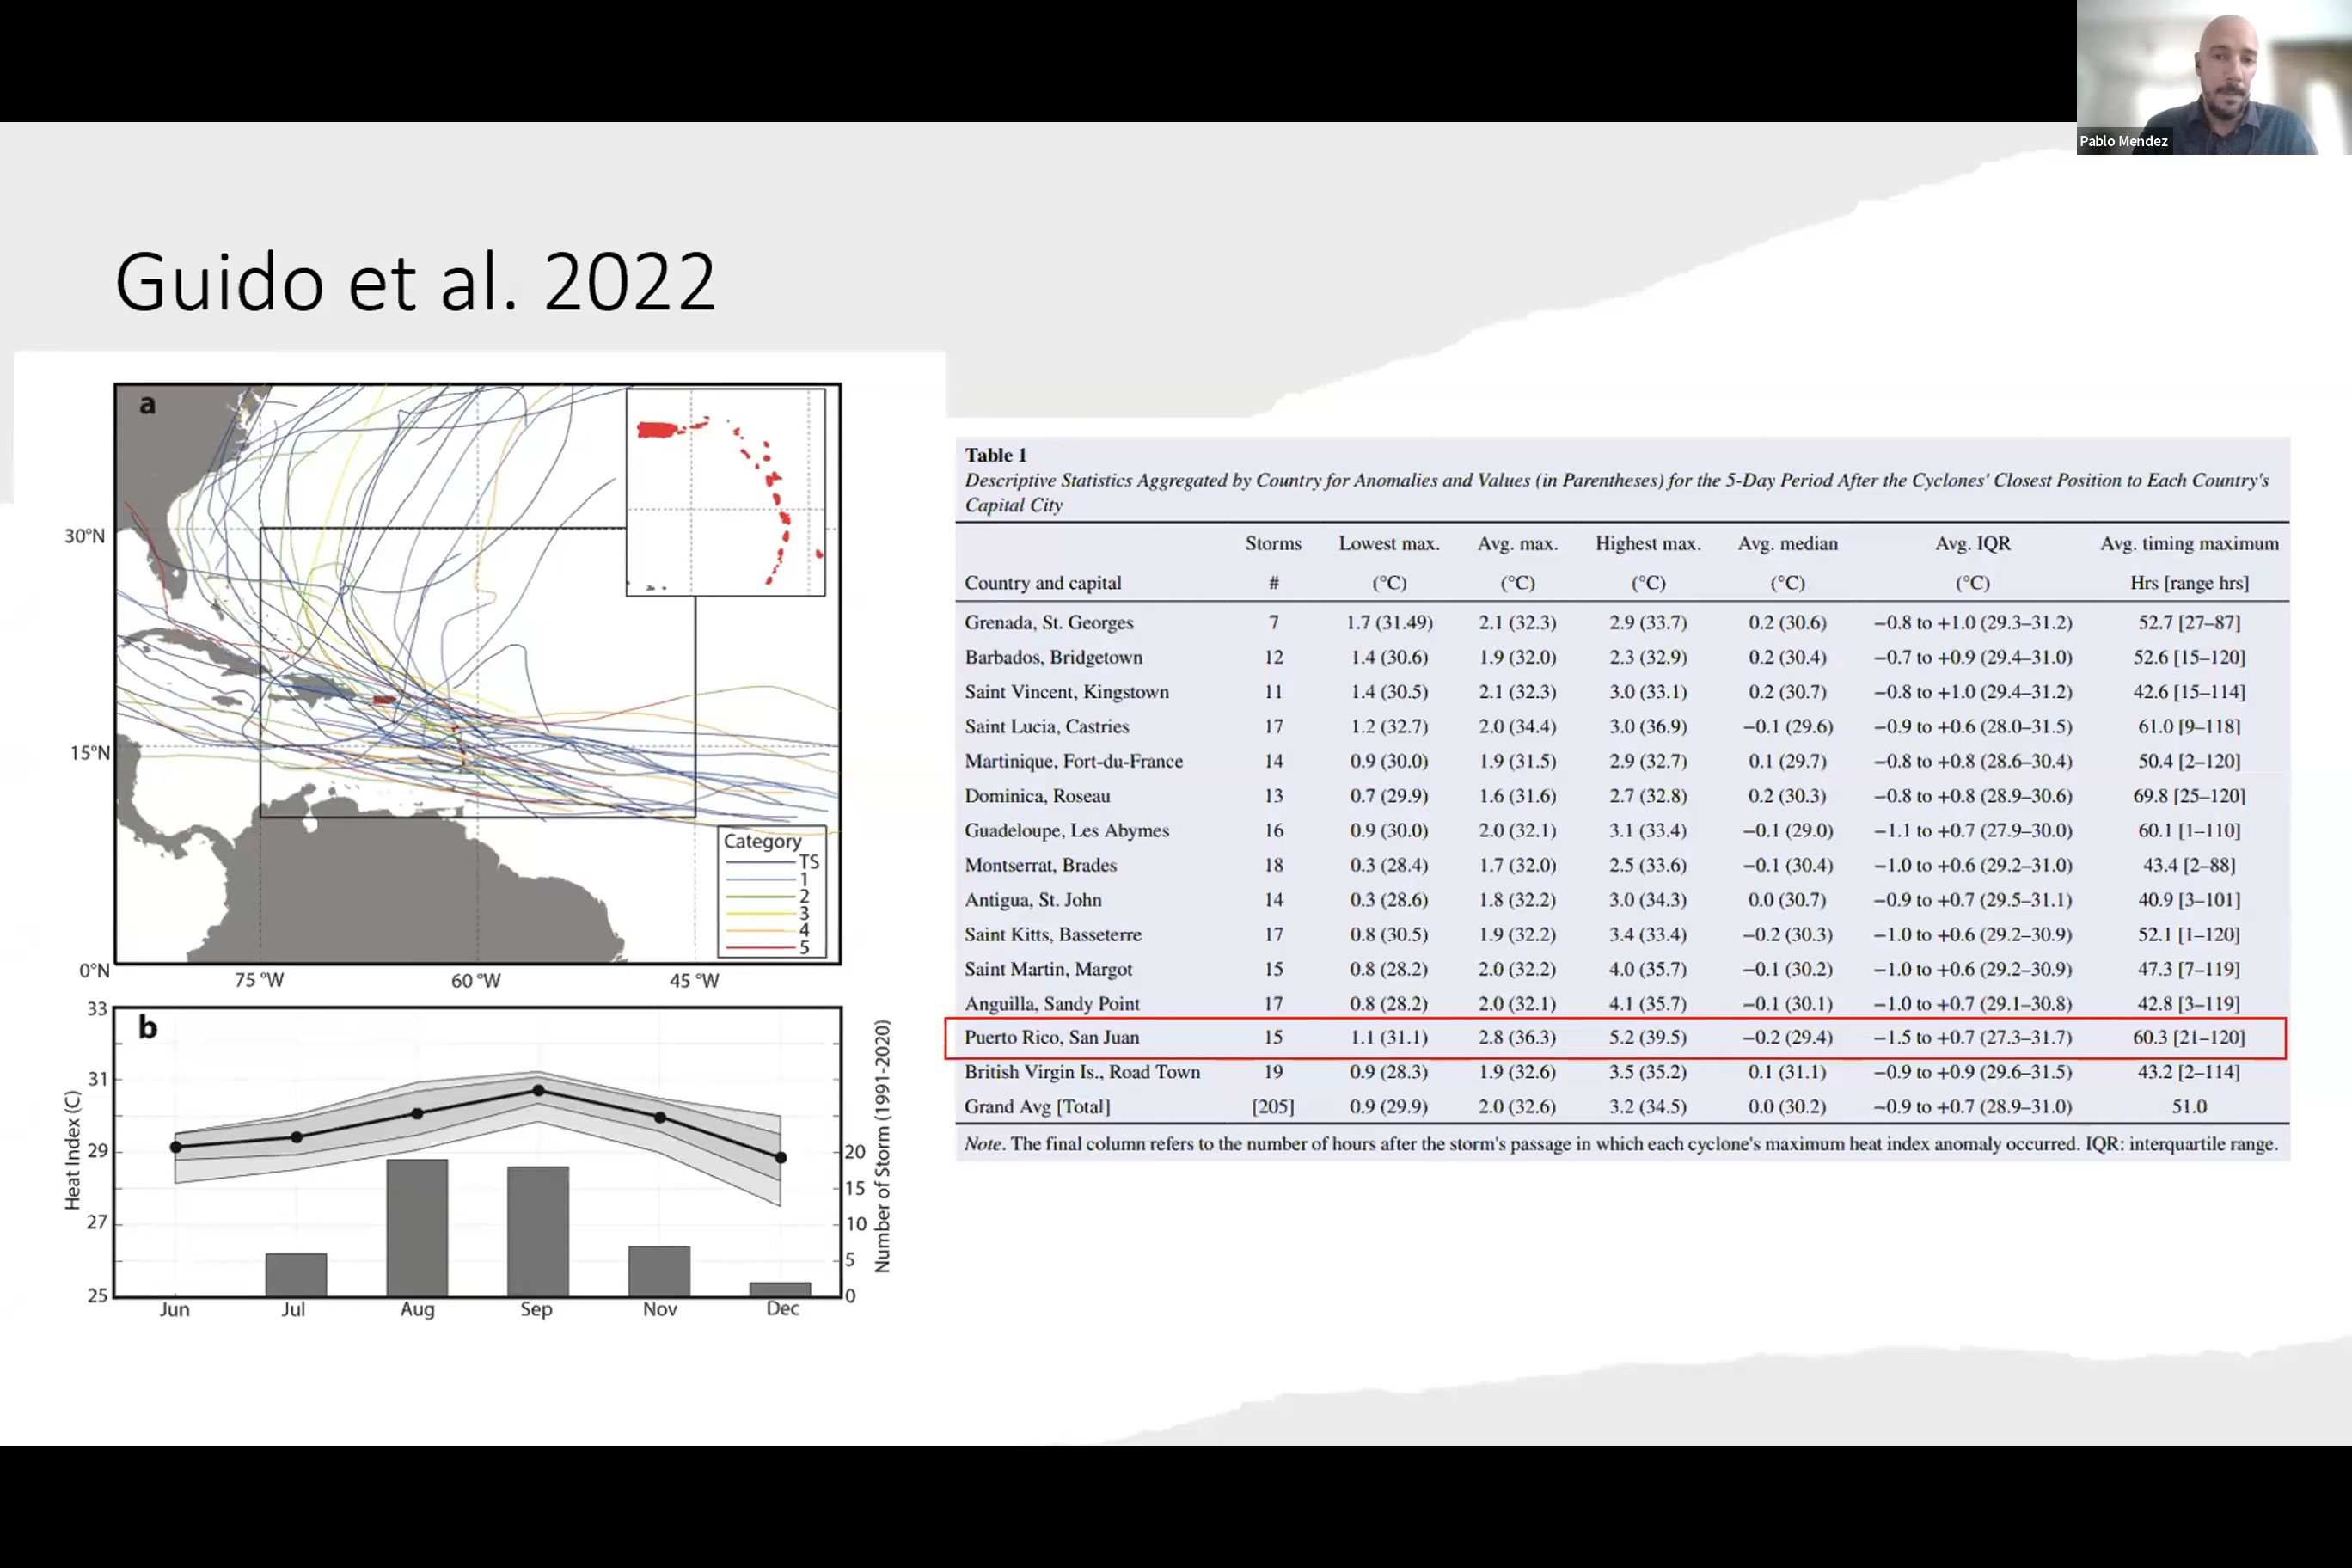 Pablo Mendez
Guido et al. 2022
a
30°N
15°N
0°N
75 °W 60 °W 45 °W
Category
TS
1
2
3
4
5
b
33
31
29
27
25
Heat Index (C)
20
15
10
5
0
Number of Storm (1991-2020)
Jun Jul Aug Sep Nov Dec
Table 1
Descriptive Statistics Aggregated by Country for Anomalies and Values (in Parentheses) for the 5-Day Period After the Cyclones' Closest Position to Each Country's
Capital City
Storms Lowest max. Avg. max. Highest max. Avg. median Avg. IQR Avg. timing maximum
Country and capital # (°C) (°C) (°C) (°C) (°C) Hrs [range hrs]
Grenada, St. Georges 7 1.7 (31.49) 2.1 (32.3) 2.9 (33.7) 0.2 (30.6) −0.8 to +1.0 (29.3–31.2) 52.7 [27–87]
Barbados, Bridgetown 12 1.4 (30.6) 1.9 (32.0) 2.3 (32.9) 0.2 (30.4) −0.7 to +0.9 (29.4–31.0) 52.6 [15–120]
Saint Vincent, Kingstown 11 1.4 (30.5) 2.1 (32.3) 3.0 (33.1) 0.2 (30.7) −0.8 to +1.0 (29.4–31.2) 42.6 [15–114]
Saint Lucia, Castries 17 1.2 (32.7) 2.0 (34.4) 3.0 (36.9) −0.1 (29.6) −0.9 to +0.6 (28.0–31.5) 61.0 [9–118]
Martinique, Fort-du-France 14 0.9 (30.0) 1.9 (31.5) 2.9 (32.7) 0.1 (29.7) −0.8 to +0.8 (28.6–30.4) 50.4 [2–120]
Dominica, Roseau 13 0.7 (29.9) 1.6 (31.6) 2.7 (32.8) 0.2 (30.3) −0.8 to +0.8 (28.9–30.6) 69.8 [25–120]
Guadeloupe, Les Abymes 16 0.9 (30.0) 2.0 (32.1) 3.1 (33.4) −0.1 (29.0) −1.1 to +0.7 (27.9–30.0) 60.1 [1–110]
Montserrat, Brades 18 0.3 (28.4) 1.7 (32.0) 2.5 (33.6) −0.1 (30.4) −1.0 to +0.6 (29.2–31.0) 43.4 [2–88]
Antigua, St. John 14 0.3 (28.6) 1.8 (32.2) 3.0 (34.3) 0.0 (30.7) −0.9 to +0.7 (29.5–31.1) 40.9 [3–101]
Saint Kitts, Basseterre 17 0.8 (30.5) 1.9 (32.2) 3.4 (33.4) −0.2 (30.3) −1.0 to +0.6 (29.2–30.9) 52.1 [1–120]
Saint Martin, Margot 15 0.8 (28.2) 2.0 (32.2) 4.0 (35.7) −0.1 (30.2) −1.0 to +0.6 (29.2–30.9) 47.3 [7–119]
Anguilla, Sandy Point 17 0.8 (28.2) 2.0 (32.1) 4.1 (35.7) −0.1 (30.1) −1.0 to +0.7 (29.1–30.8) 42.8 [3–119]
Puerto Rico, San Juan 15 1.1 (31.1) 2.8 (36.3) 5.2 (39.5) −0.2 (29.4) −1.5 to +0.7 (27.3–31.7) 60.3 [21–120]
British Virgin Is., Road Town 19 0.9 (28.3) 1.9 (32.6) 3.5 (35.2) 0.1 (31.1) −0.9 to +0.9 (29.6–31.5) 43.2 [2–114]
Grand Avg [Total] [205] 0.9 (29.9) 2.0 (32.6) 3.2 (34.5) 0.0 (30.2) −0.9 to +0.7 (28.9–31.0) 51.0
Note. The final column refers to the number of hours after the storm's passage in which each cyclone's maximum heat index anomaly occurred. IQR: interquartile range.